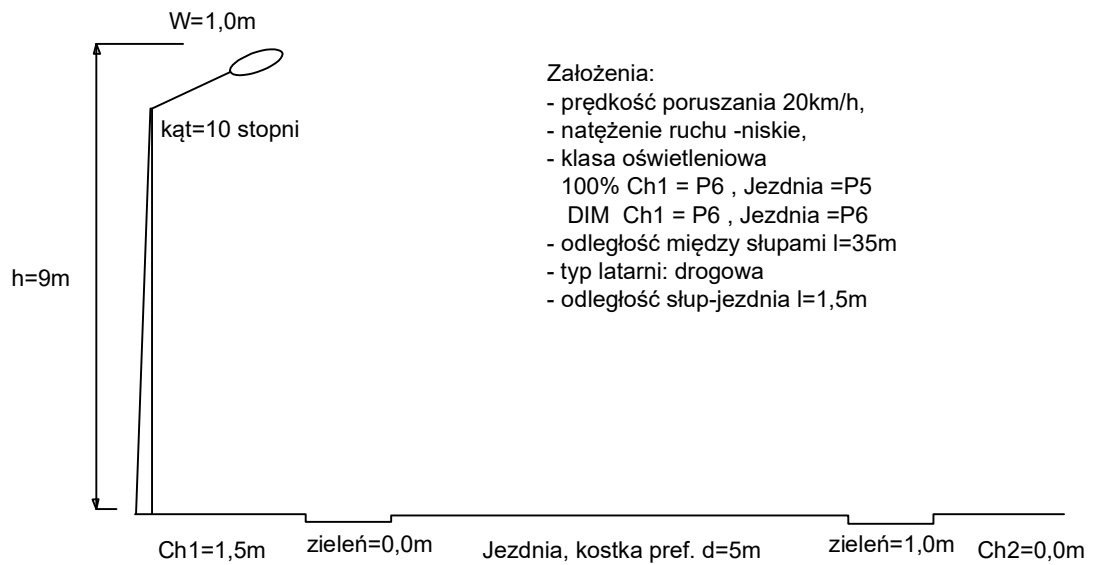 W=1,0m
Założenia:
- prędkość poruszania 20km/h,
- natężenie ruchu -niskie,
- klasa oświetleniowa
100% Ch1 = P6 , Jezdnia =P5
DIM Ch1 = P6 , Jezdnia =P6
- odległość między słupami l=35m
- typ latarni: drogowa
- odległość słup-jezdnia l=1,5m
kąt=10 stopni
h=9m
Ch1=1,5m
zieleń=0,0m
Jezdnia, kostka pref. d=5m
zieleń=1,0m
Ch2=0,0m